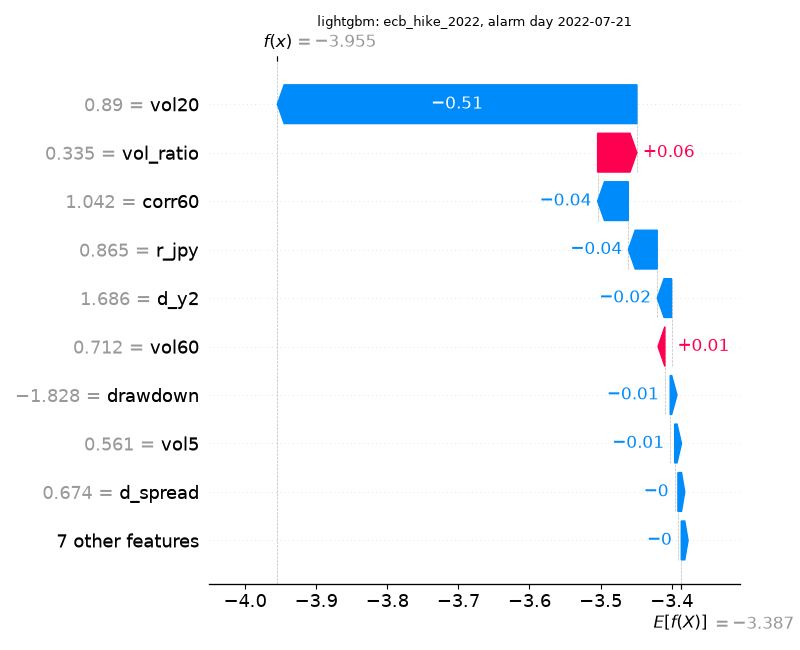 lightgbm: ecb_hike_2022, alarm day 2022-07-21
f(x) = −3.955
0.89 = vol20
−0.51
0.335 = vol_ratio
+0.06
1.042 = corr60
−0.04
0.865 = r_jpy
−0.04
1.686 = d_y2
−0.02
0.712 = vol60
+0.01
−1.828 = drawdown
−0.01
0.561 = vol5
−0.01
0.674 = d_spread
−0
7 other features
−0
−4.0 −3.9 −3.8 −3.7 −3.6 −3.5 −3.4
E[f(X)] = −3.387